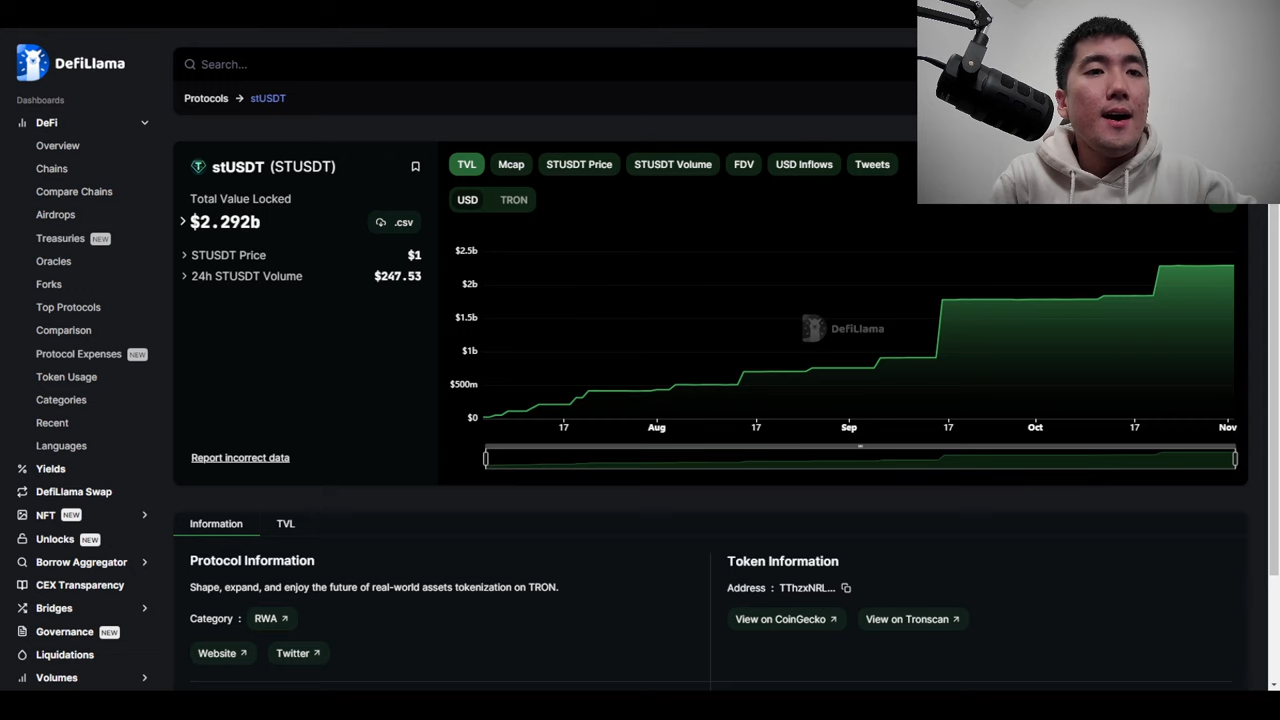 DefiLlama
Search...
Dashboards
Protocols → stUSDT
DeFi
Overview
Chains
Compare Chains
Airdrops
Treasuries NEW
Oracles
Forks
Top Protocols
Comparison
Protocol Expenses NEW
Token Usage
Categories
Recent
Languages
Yields
DefiLlama Swap
NFT NEW
Unlocks NEW
Borrow Aggregator
CEX Transparency
Bridges
Governance NEW
Liquidations
Volumes
stUSDT (STUSDT)
Total Value Locked
$2.292b
.csv
STUSDT Price $1
24h STUSDT Volume $247.53
Report incorrect data
TVL Mcap STUSDT Price STUSDT Volume FDV USD Inflows Tweets
USD TRON
$2.5b
$2b
$1.5b
$1b
$500m
$0
DefiLlama
17 Aug 17 Sep 17 Oct 17 Nov
Information TVL
Protocol Information
Shape, expand, and enjoy the future of real-world assets tokenization on TRON.
Category : RWA
Website Twitter
Token Information
Address : TThzxNRL...
View on CoinGecko View on Tronscan